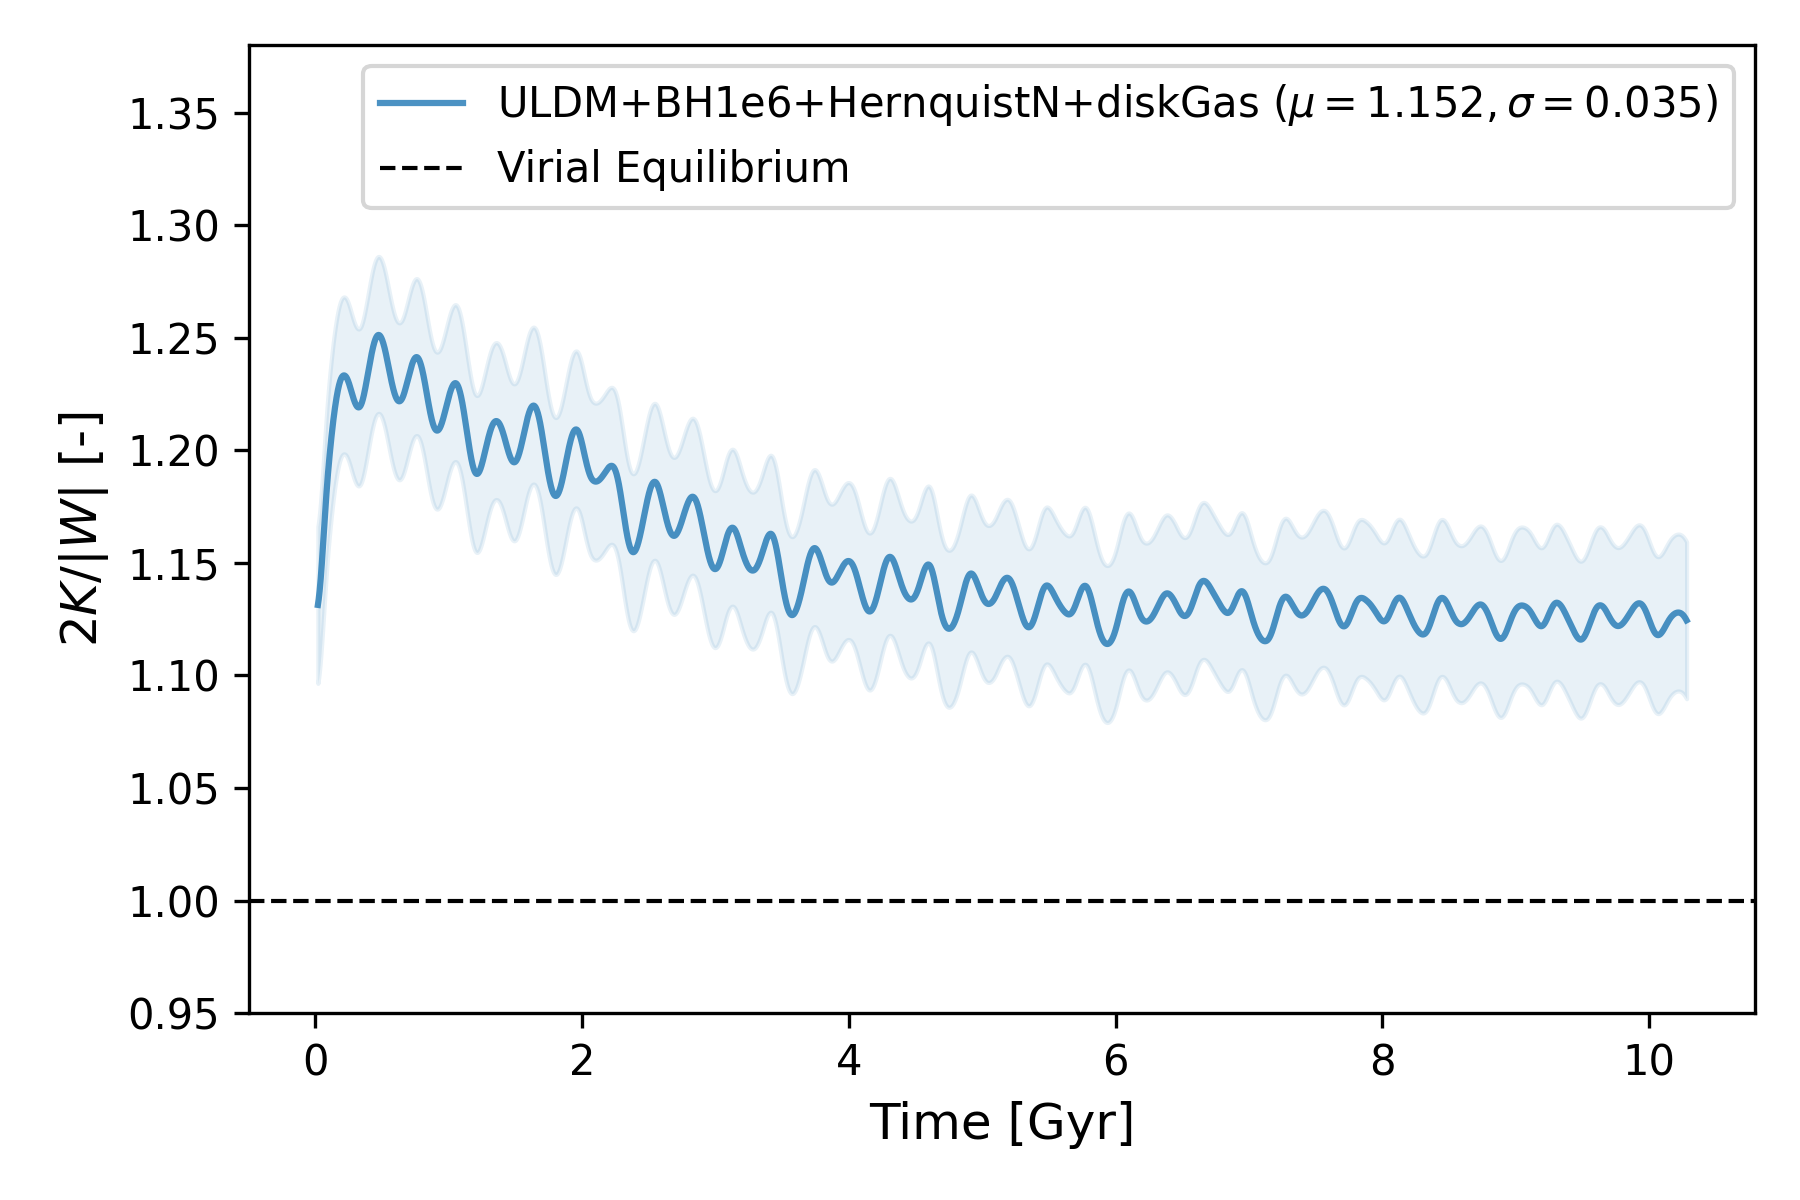 ULDM+BH1e6+HernquistN+diskGas (μ = 1.152, σ = 0.035)
Virial Equilibrium
2K/|W| [-]
1.35
1.30
1.25
1.20
1.15
1.10
1.05
1.00
0.95
0 2 4 6 8 10
Time [Gyr]